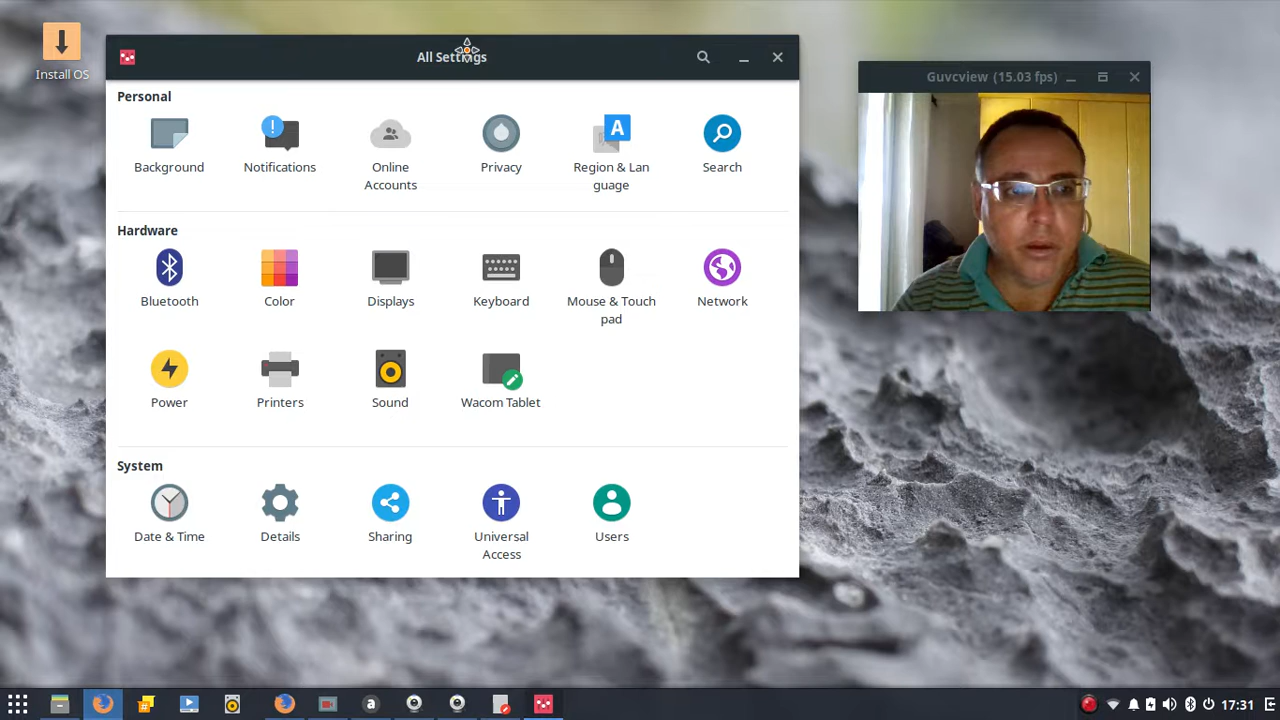 Install OS
All Settings
Guvcview (15.03 fps)
Personal
Background
Notifications
Online
Accounts
Privacy
Region & Lan
guage
A
Search
Hardware
Bluetooth
Color
Displays
Keyboard
Mouse & Touch
pad
Network
Power
Printers
Sound
Wacom Tablet
System
Date & Time
Details
Sharing
Universal
Access
Users
a
17:31